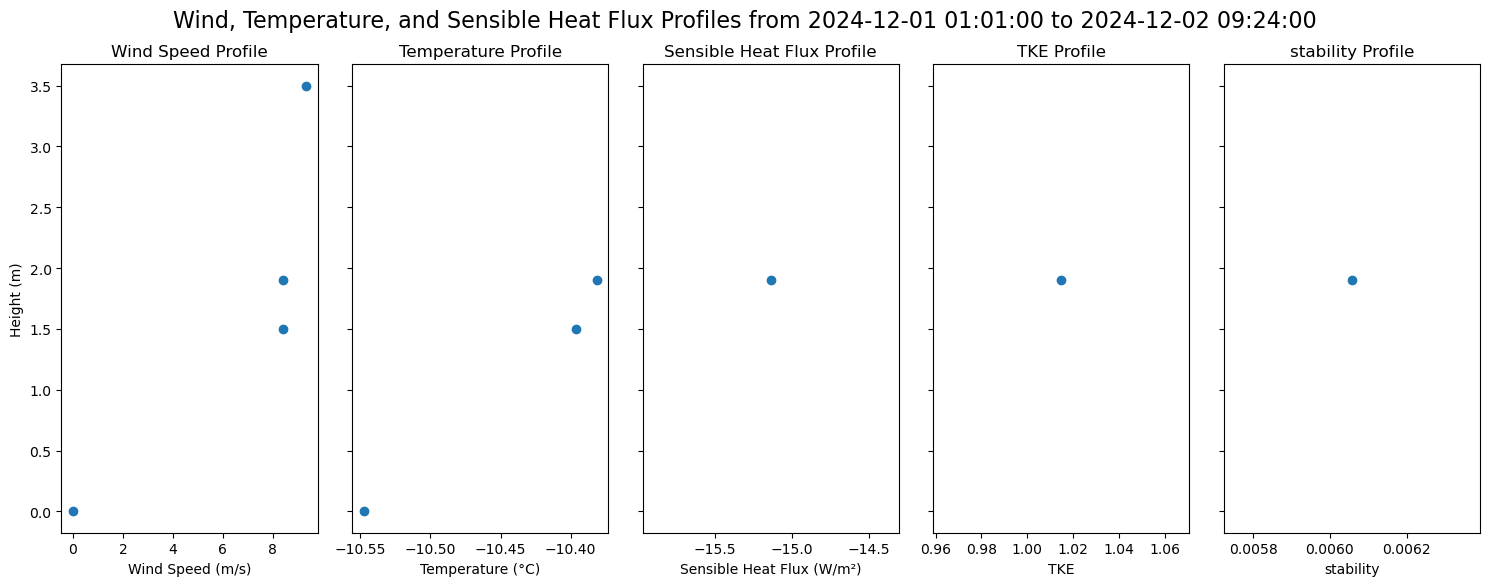 Wind, Temperature, and Sensible Heat Flux Profiles from 2024-12-01 01:01:00 to 2024-12-02 09:24:00
Wind Speed Profile
Temperature Profile
Sensible Heat Flux Profile
TKE Profile
stability Profile
3.5
3.0
2.5
2.0
1.5
1.0
0.5
0.0
Height (m)
0 2 4 6 8
−10.55 −10.50 −10.45 −10.40
−15.5 −15.0 −14.5
0.96 0.98 1.00 1.02 1.04 1.06
0.0058 0.0060 0.0062
Wind Speed (m/s)
Temperature (°C)
Sensible Heat Flux (W/m²)
TKE
stability